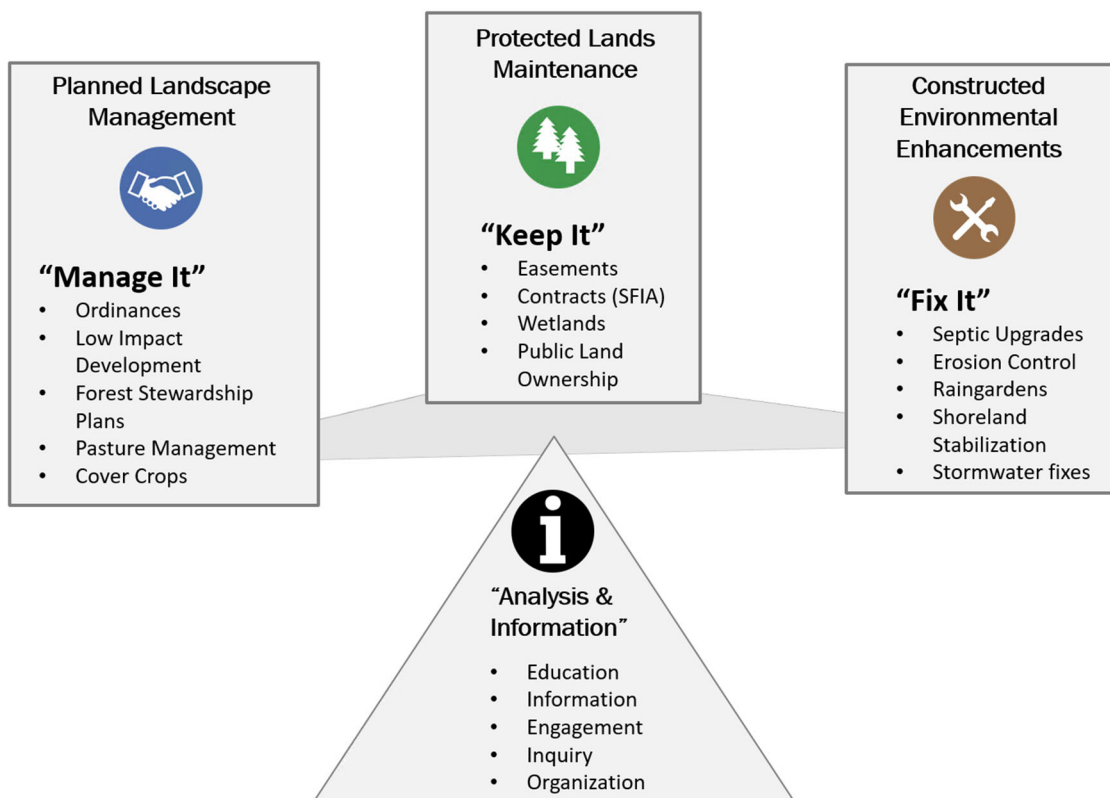 Planned Landscape
Management
“Manage It”
• Ordinances
• Low Impact
Development
• Forest Stewardship
Plans
• Pasture Management
• Cover Crops
Protected Lands
Maintenance
“Keep It”
• Easements
• Contracts (SFIA)
• Wetlands
• Public Land
Ownership
Constructed
Environmental
Enhancements
“Fix It”
• Septic Upgrades
• Erosion Control
• Raingardens
• Shoreland
Stabilization
• Stormwater fixes
i
“Analysis &
Information”
• Education
• Information
• Engagement
• Inquiry
• Organization